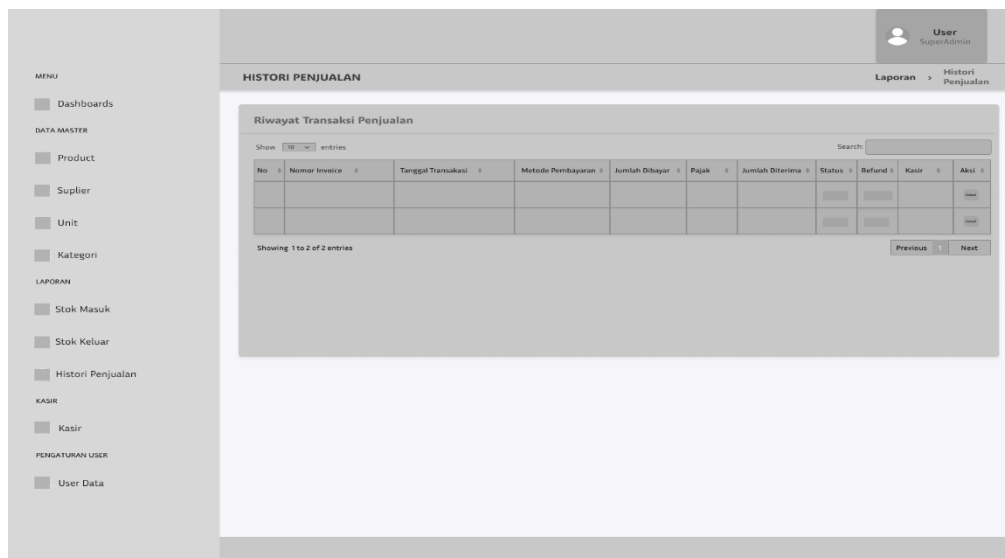 User
SuperAdmin
MENU
HISTORI PENJUALAN
Laporan > Histori
Penjualan
Dashboards
DATA MASTER
Product
Suplier
Unit
Kategori
LAPORAN
Stok Masuk
Stok Keluar
Histori Penjualan
KASIR
Kasir
PENGATURAN USER
User Data
Riwayat Transaksi Penjualan
Show 10 entries
Search:
No Nomor Invoice Tanggal Transakasi Metode Pembayaran Jumlah Dibayar Pajak Jumlah Diterima Status Refund Kasir Aksi
Showing 1 to 2 of 2 entries
Previous 1 Next